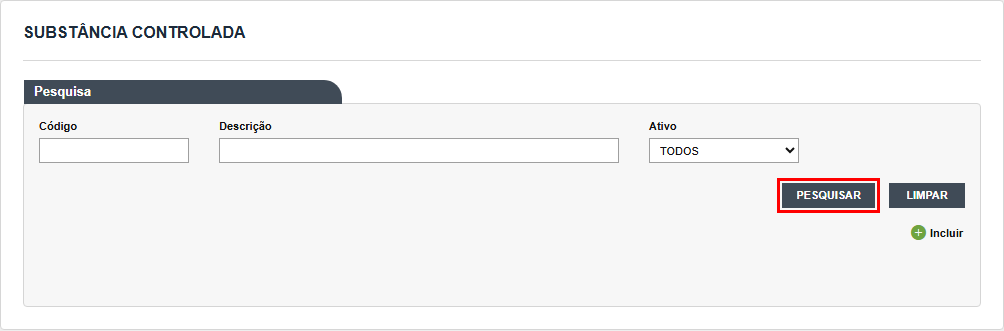 SUBSTÂNCIA CONTROLADA
Pesquisa
Código Descrição Ativo
TODOS
PESQUISAR LIMPAR
Incluir